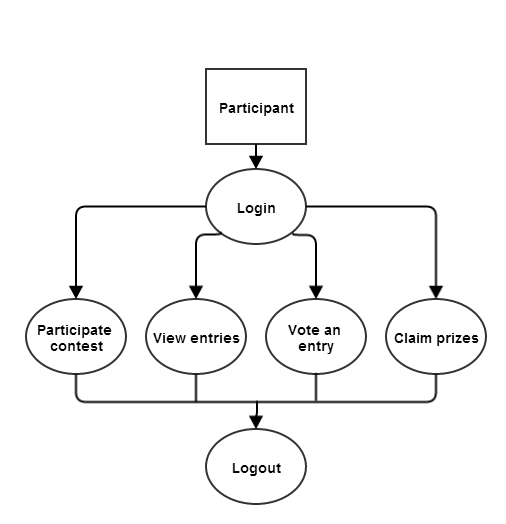 Participant
Login
Participate
contest
View entries
Vote an
entry
Claim prizes
Logout